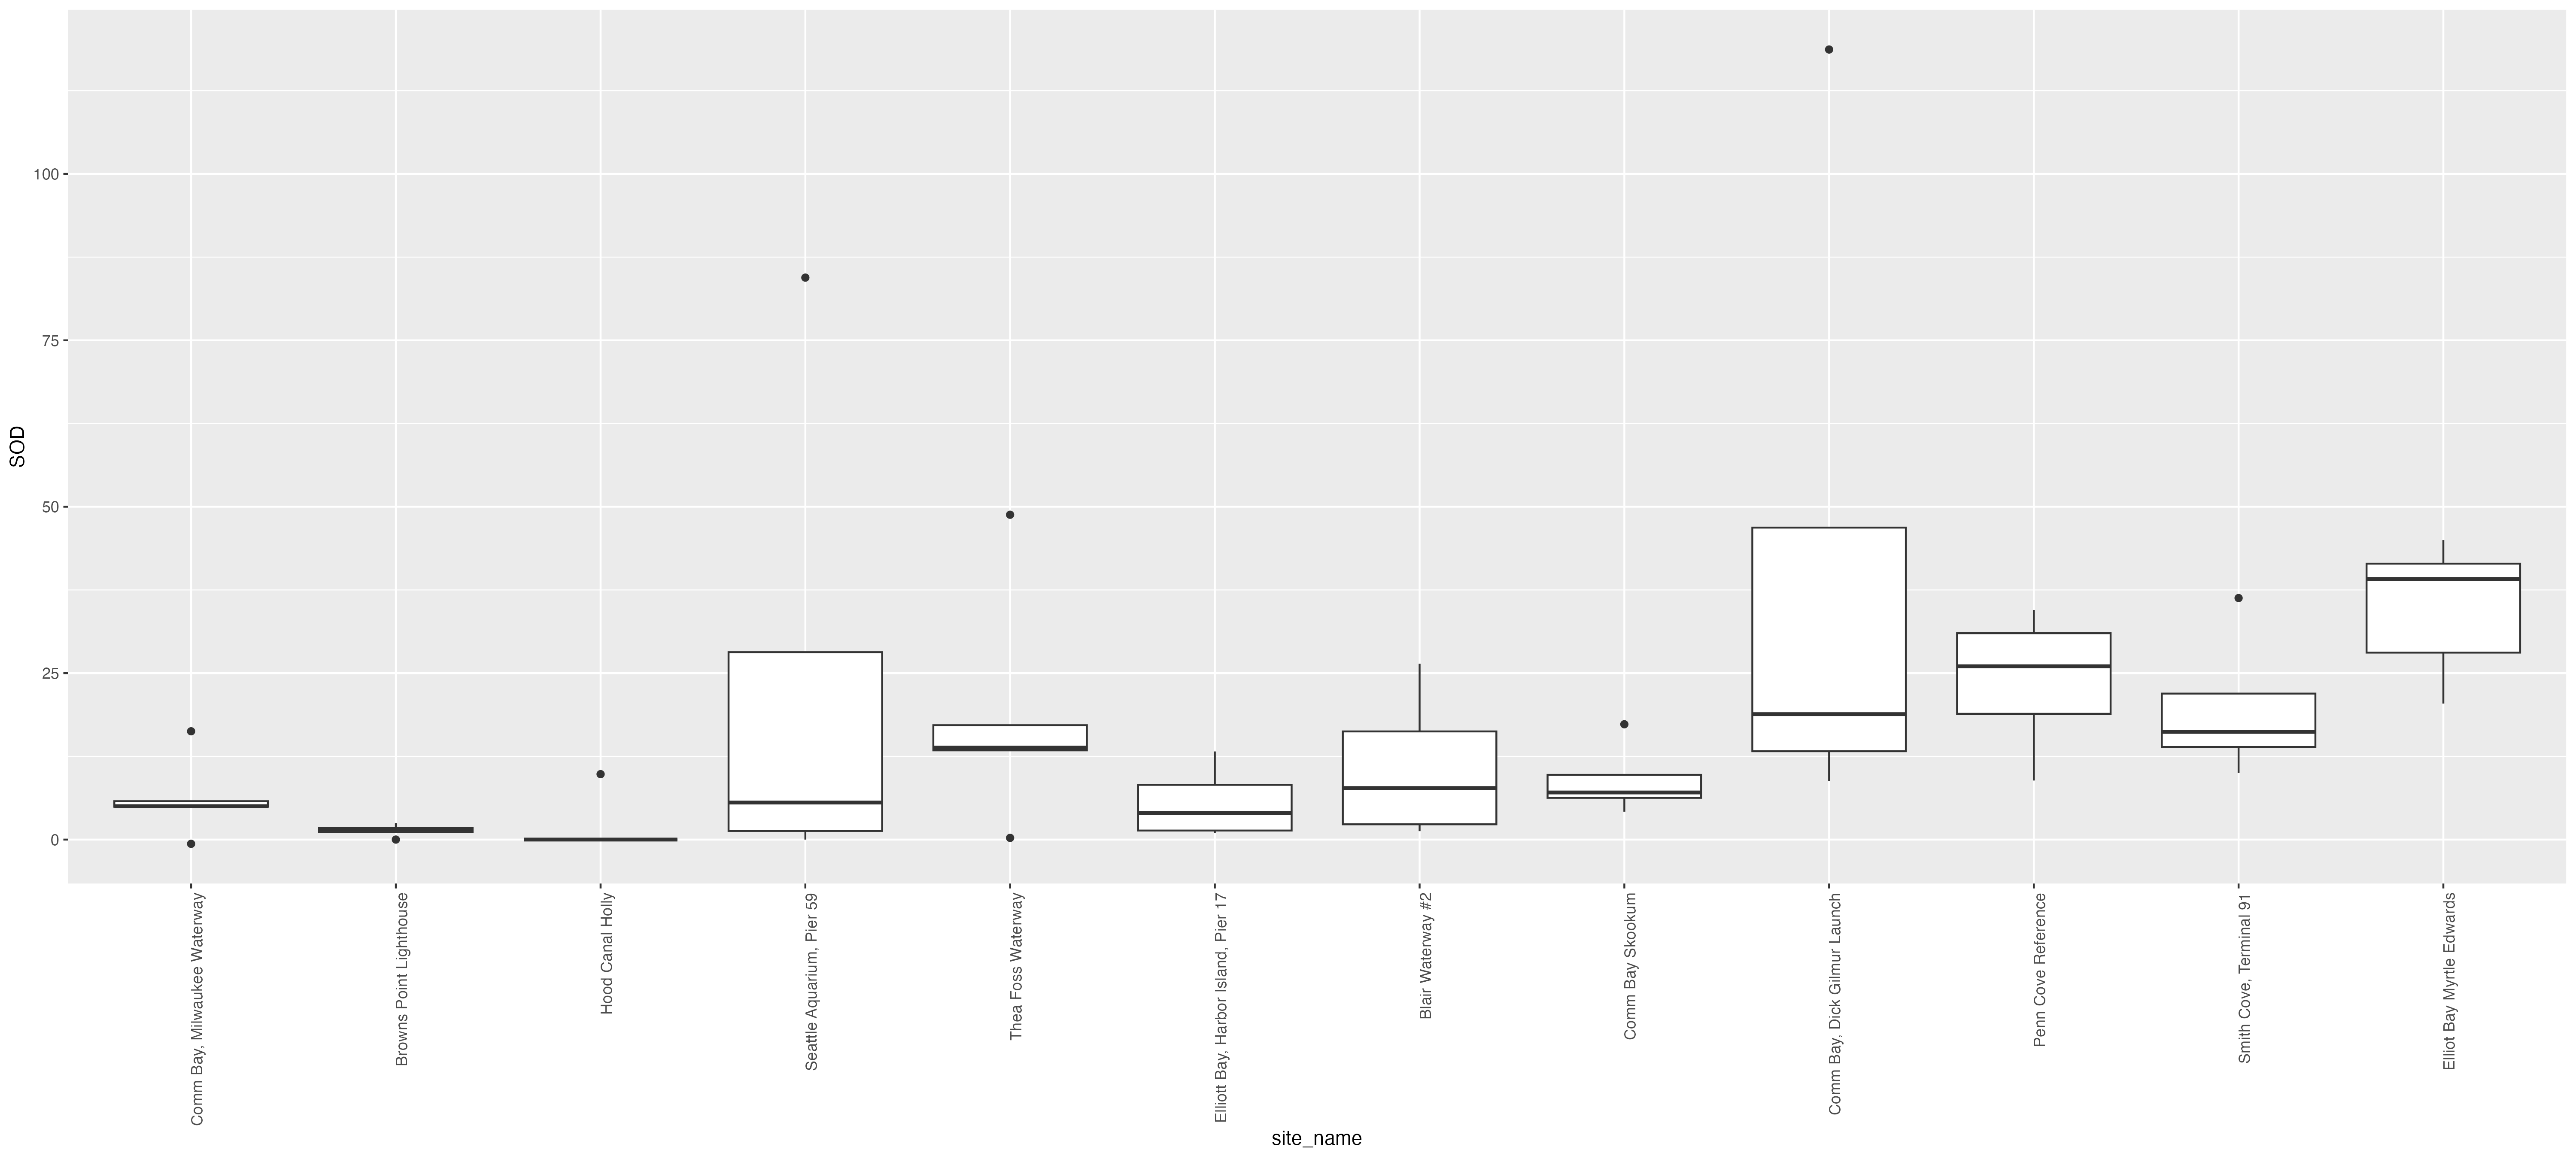 SOD
100
75
50
25
0
Comm Bay, Milwaukee Waterway
Browns Point Lighthouse
Hood Canal Holly
Seattle Aquarium, Pier 59
Thea Foss Waterway
Elliott Bay, Harbor Island, Pier 17
Blair Waterway #2
Comm Bay Skookum
Comm Bay, Dick Gilmur Launch
Penn Cove Reference
Smith Cove, Terminal 91
Elliot Bay Myrtle Edwards
site_name